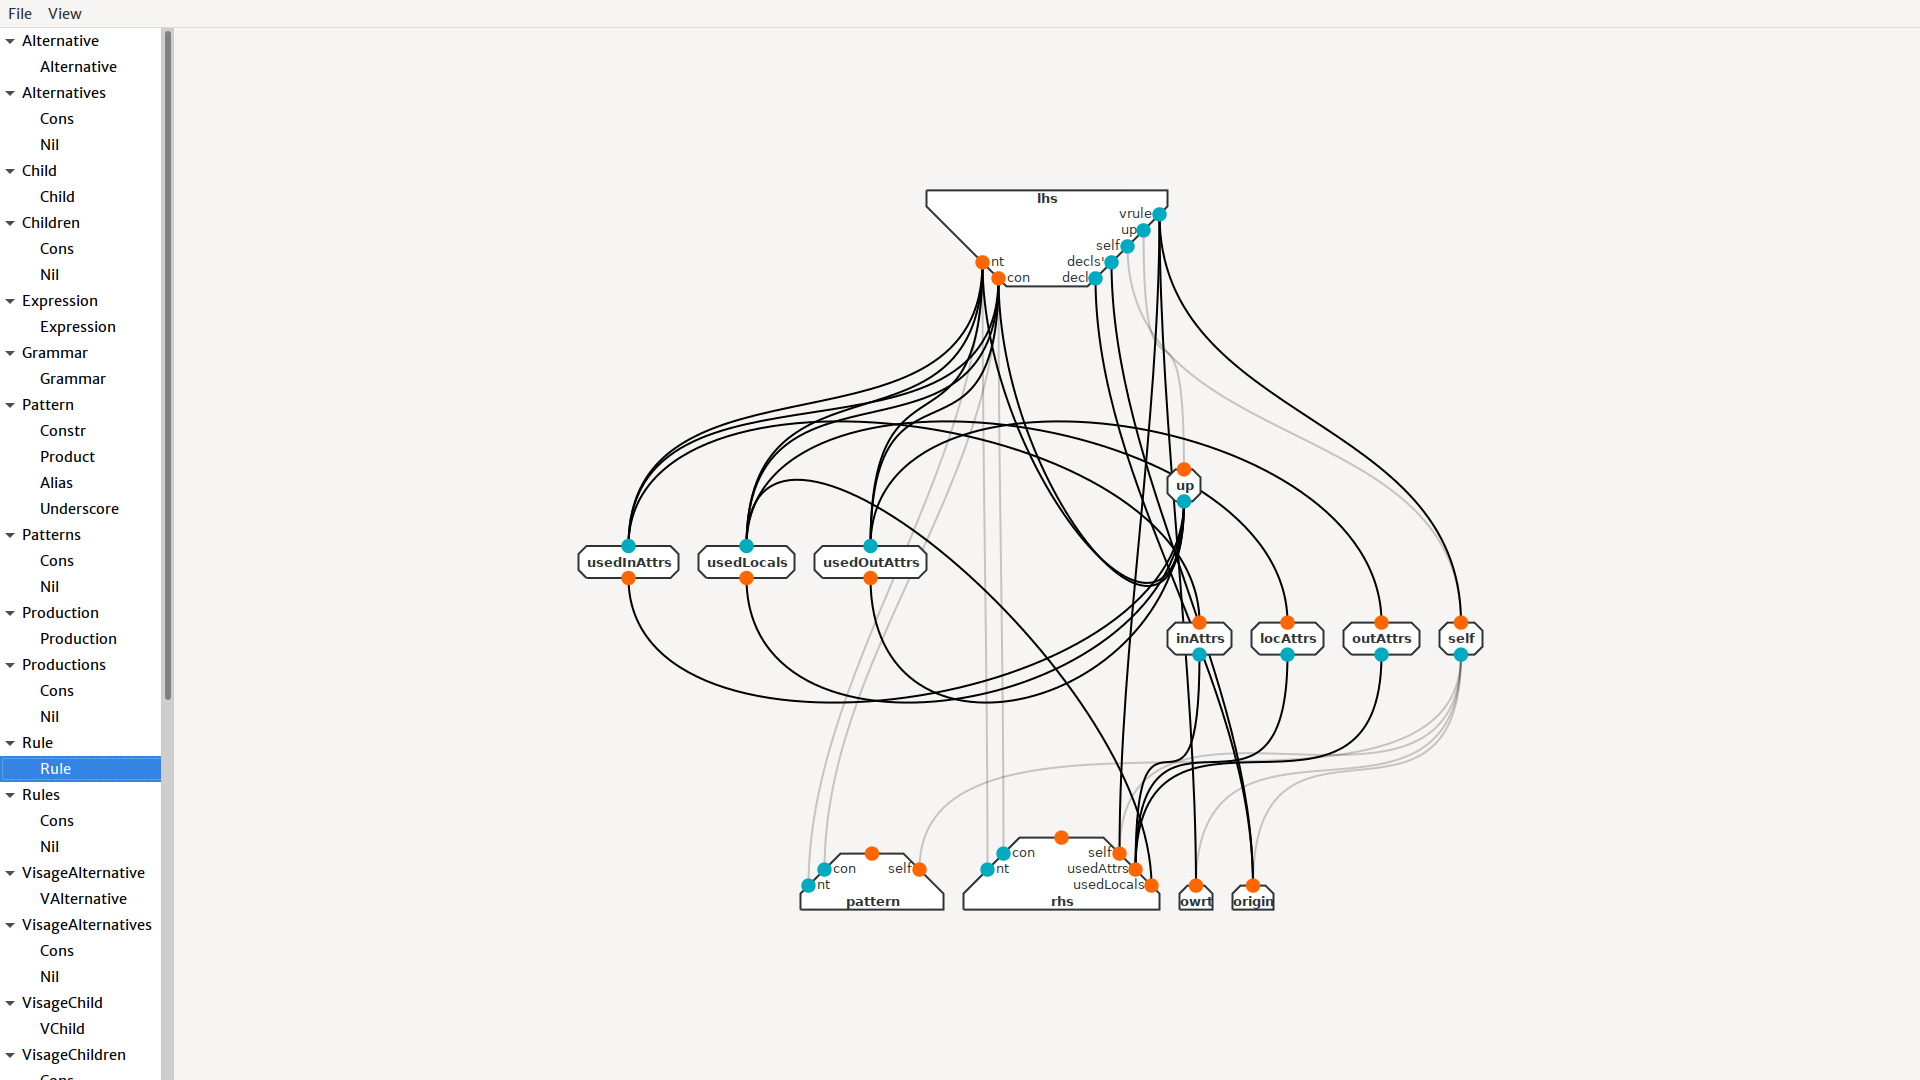 File View
Alternative
Alternative
Alternatives
Cons
Nil
Child
Child
Children
Cons
Nil
Expression
Expression
Grammar
Grammar
Pattern
Constr
Product
Alias
Underscore
Patterns
Cons
Nil
Production
Production
Productions
Cons
Nil
Rule
Rule
Rules
Cons
Nil
VisageAlternative
VAlternative
VisageAlternatives
Cons
Nil
VisageChild
VChild
VisageChildren
Cons
lhs
vrule
up
self
nt decls'
con decl
up
usedInAttrs usedLocals usedOutAttrs
inAttrs locAttrs outAttrs self
con self
nt
pattern
con self
nt usedAttrs
usedLocals
rhs
owrt
origin